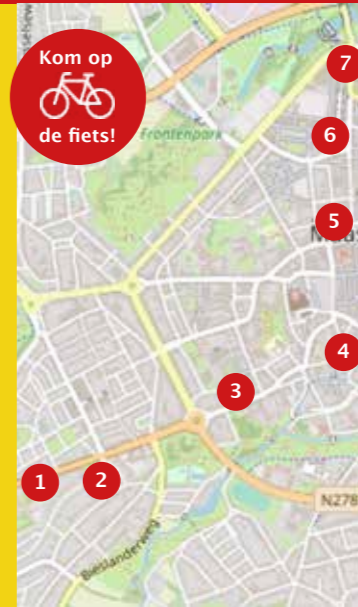 Kom op
de fiets!
7
Frontenpark
6
5
4
3
1
2
N278
Bieslanderweg